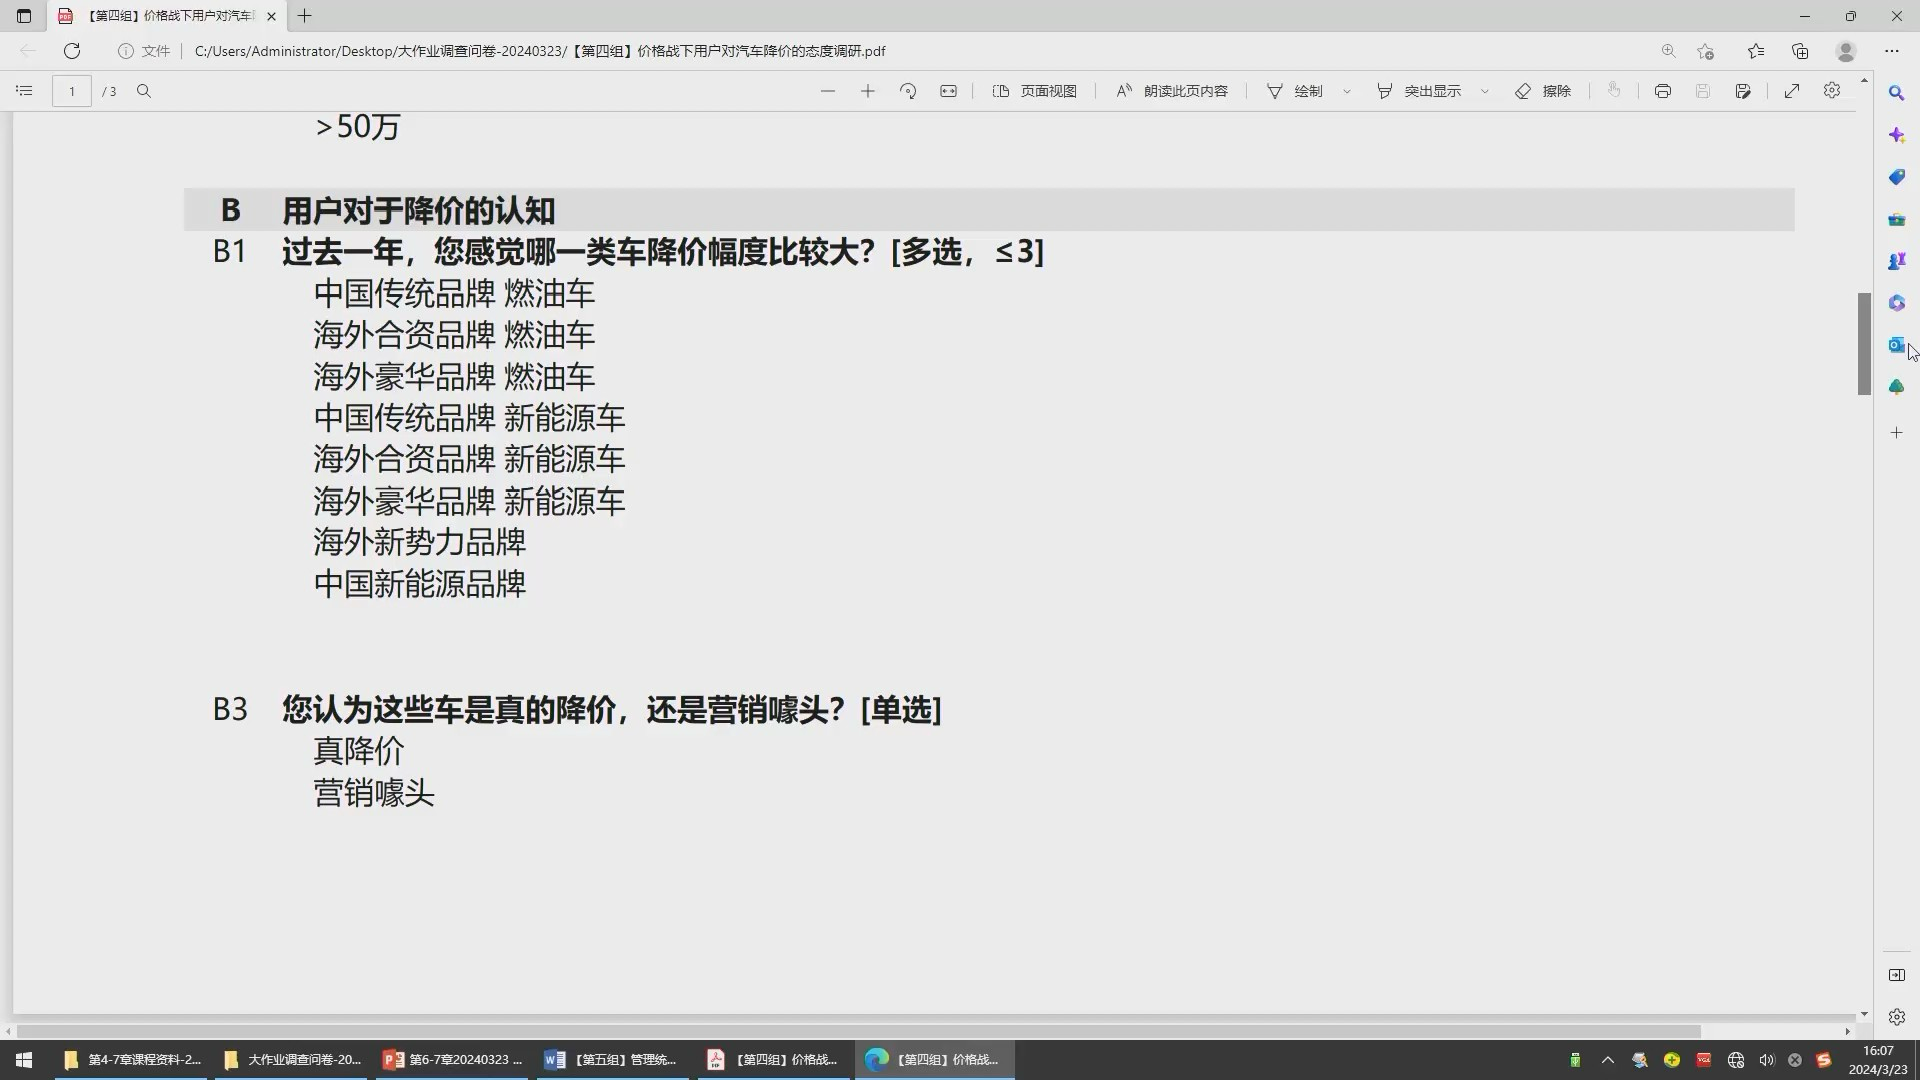 【第四组】价格战下用户对汽车
文件
C:/Users/Administrator/Desktop/大作业调查问卷-20240323/【第四组】价格战下用户对汽车降价的态度调研.pdf
1 / 3
页面视图
朗读此页内容
绘制
突出显示
擦除
>50万
B 用户对于降价的认知
B1 过去一年，您感觉哪一类车降价幅度比较大？[多选，≤3]
中国传统品牌 燃油车
海外合资品牌 燃油车
海外豪华品牌 燃油车
中国传统品牌 新能源车
海外合资品牌 新能源车
海外豪华品牌 新能源车
海外新势力品牌
中国新能源品牌
B3 您认为这些车是真的降价，还是营销噱头？[单选]
真降价
营销噱头
第4-7章课程资料-2...
大作业调查问卷-20...
第6-7章20240323 ...
【第五组】管理统...
【第四组】价格战...
【第四组】价格战...
16:07
2024/3/23